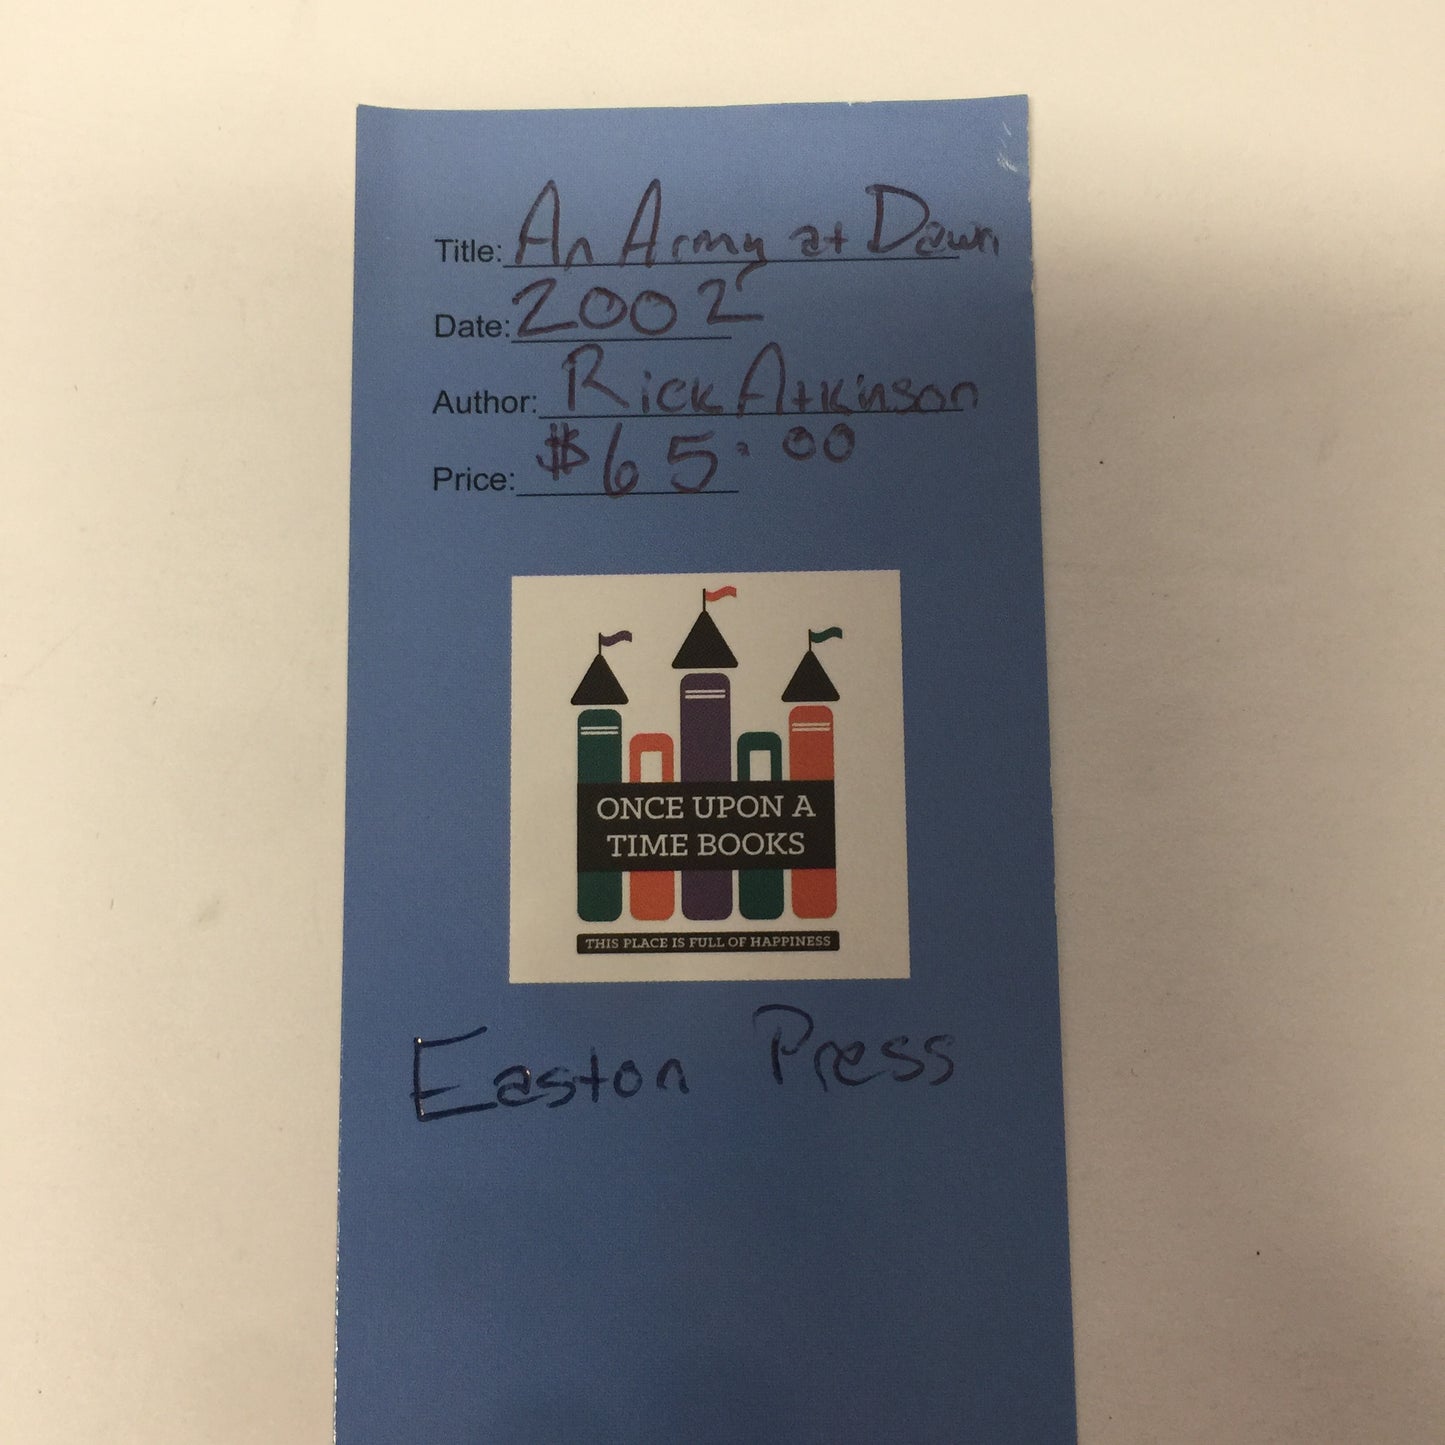 Title: An Army at Dawn
Date: 2002
Author: Rick Atkinson
Price: $65.00
ONCE UPON A
TIME BOOKS
THIS PLACE IS FULL OF HAPPINESS
Easton Press